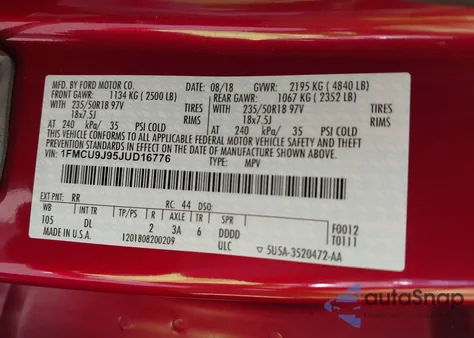 MFD. BY FORD MOTOR CO. 08/18 GVWR: 2195 KG ( 4840 LB)
FRONT GAWR: 1134 KG ( 2500 LB) REAR GAWR: 1067 KG ( 2352 LB)
WITH 235/50R18 97V TIRES WITH 235/50R18 97V TIRES
18x7.5J RIMS 18x7.5J RIMS
AT 240 kPa/ 35 PSI COLD AT 240 kPa/ 35 PSI COLD
THIS VEHICLE CONFORMS TO ALL APPLICABLE FEDERAL MOTOR VEHICLE SAFETY AND THEFT PREVENTION STANDARDS IN EFFECT ON THE DATE OF MANUFACTURE SHOWN ABOVE.
VIN: 1FMCU9J95JUD16776 TYPE: MPV
EXT PNT: RR RC: 44 DSO:
WB INT TR TP/PS R AXLE TR SPR F0012
105 DL 2 3A 6 DDDD T0111
MADE IN U.S.A. 1201808200209 ULC 5U5A-3520472-AA
autoSnap